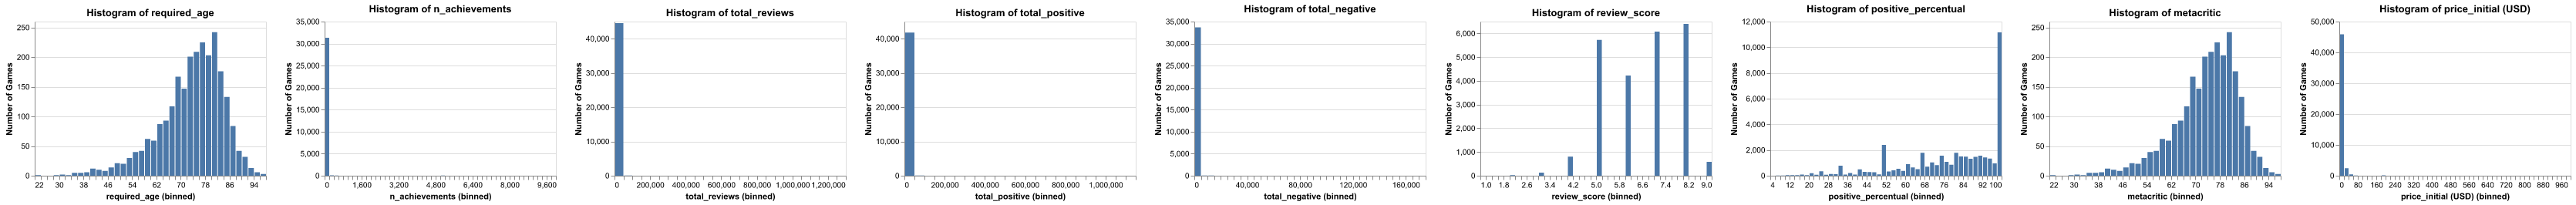 Histogram of required_age
250
200
150
100
50
0
Number of Games
22 30 38 46 54 62 70 78 86 94
required_age (binned)
Histogram of n_achievements
35,000
30,000
25,000
20,000
15,000
10,000
5,000
0
Number of Games
0 1,600 3,200 4,800 6,400 8,000 9,600
n_achievements (binned)
Histogram of total_reviews
40,000
30,000
20,000
10,000
0
Number of Games
0 200,000 400,000 600,000 800,000 1,000,000 1,200,000
total_reviews (binned)
Histogram of total_positive
40,000
30,000
20,000
10,000
0
Number of Games
0 200,000 400,000 600,000 800,000 1,000,000
total_positive (binned)
Histogram of total_negative
35,000
30,000
25,000
20,000
15,000
10,000
5,000
0
Number of Games
0 40,000 80,000 120,000 160,000
total_negative (binned)
Histogram of review_score
6,000
5,000
4,000
3,000
2,000
1,000
0
Number of Games
1.0 1.8 2.6 3.4 4.2 5.0 5.8 6.6 7.4 8.2 9.0
review_score (binned)
Histogram of positive_percentual
12,000
10,000
8,000
6,000
4,000
2,000
0
Number of Games
4 12 20 28 36 44 52 60 68 76 84 92 100
positive_percentual (binned)
Histogram of metacritic
250
200
150
100
50
0
Number of Games
22 30 38 46 54 62 70 78 86 94
metacritic (binned)
Histogram of price_initial (USD)
50,000
40,000
30,000
20,000
10,000
0
Number of Games
0 80 160 240 320 400 480 560 640 720 800 880 960
price_initial (USD) (binned)